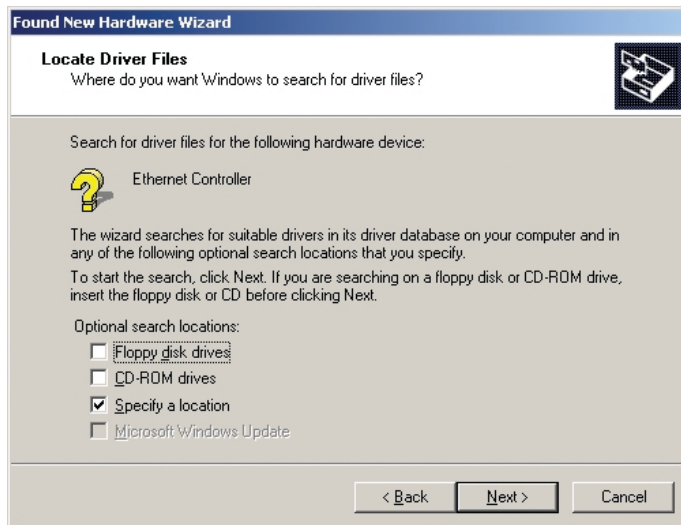 Found New Hardware Wizard
Locate Driver Files
Where do you want Windows to search for driver files?
Search for driver files for the following hardware device:
Ethernet Controller
The wizard searches for suitable drivers in its driver database on your computer and in
any of the following optional search locations that you specify.
To start the search, click Next. If you are searching on a floppy disk or CD-ROM drive,
insert the floppy disk or CD before clicking Next.
Optional search locations:
Floppy disk drives
CD-ROM drives
Specify a location
Microsoft Windows Update
< Back Next > Cancel